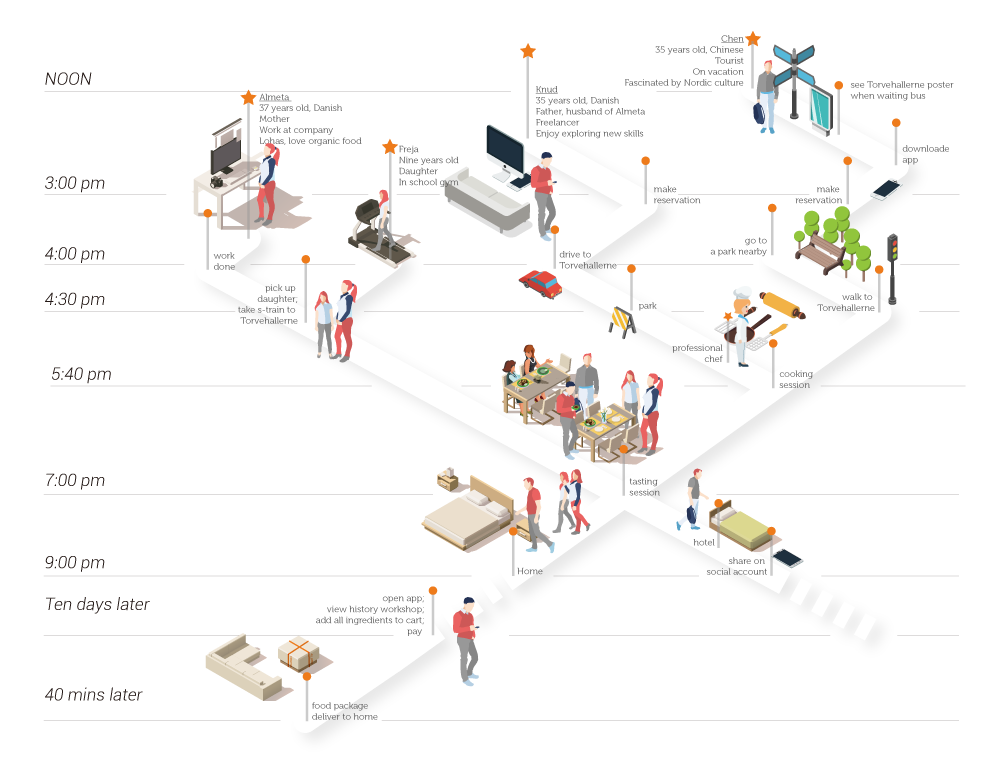 NOON
Almeta
37 years old, Danish
Mother
Work at company
Lohas, love organic food
Knud
35 years old, Danish
Father, husband of Almeta
Freelancer
Enjoy exploring new skills
Chen
35 years old, Chinese
Tourist
On vacation
Fascinated by Nordic culture
see Torvehallerne poster
when waiting bus
Freja
Nine years old
Daughter
In school gym
downloade
app
3:00 pm
make
reservation
make
reservation
4:00 pm
work
done
drive to
Torvehallerne
go to
a park nearby
4:30 pm
pick up
daughter;
take s-train to
Torvehallerne
park
walk to
Torvehallerne
professional
chef
5:40 pm
cooking
session
7:00 pm
tasting
session
hotel
9:00 pm
Home
share on
social account
Ten days later
open app;
view history workshop;
add all ingredients to cart;
pay
40 mins later
food package
deliver to home